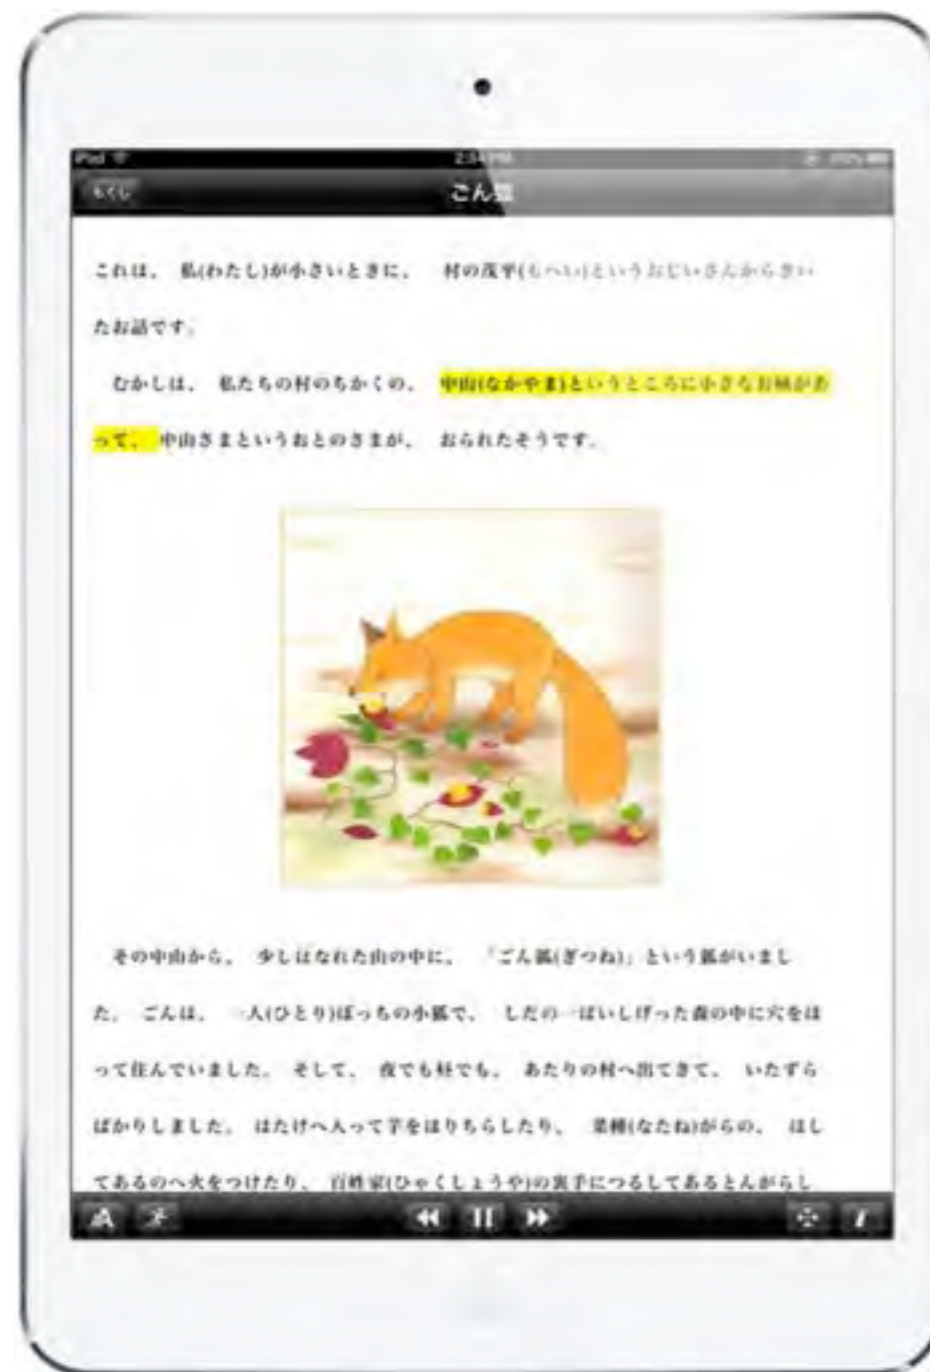 iPad
2:54 PM
もくじ
ごん狐
これは、 私(わたし)が小さいときに、 村の茂平(もへい)というおじいさんからきい
たお話です。
むかしは、 私たちの村のちかくの、 中山(なかやま)というところに小さなお城があ
って、 中山さまというおとのさまが、 おられたそうです。
その中山から、 少しはなれた山の中に、 「ごん狐(ぎつね)」という狐がいまし
た。 ごんは、 一人(ひとり)ぼっちの小狐で、 しだの一ぱいしげった森の中に穴をほ
って住んでいました。 そして、 夜でも昼でも、 あたりの村へ出てきて、 いたずら
ばかりしました。 はたけへ入って芋をほりちらしたり、 菜種(なたね)がらの、 ほし
てあるのへ火をつけたり、 百姓家(ひゃくしょうや)の裏手につるしてあるとんがらし